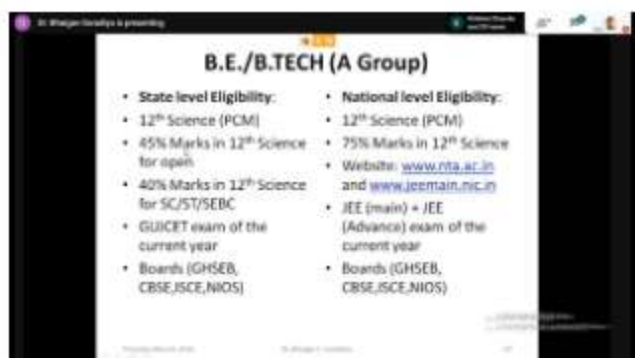 is presenting
B.E./B.TECH (A Group)
• State level Eligibility:
• 12th Science (PCM)
• 45% Marks in 12th Science
for open
• 40% Marks in 12th Science
for SC/ST/SEBC
• GUJCET exam of the
current year
• Boards (GHSEB,
CBSE,ISCE,NIOS)
• National level Eligibility:
• 12th Science (PCM)
• 75% Marks in 12th Science
• Website: www.nta.ac.in
and www.jeemain.nic.in
• JEE (main) + JEE
(Advance) exam of the
current year
• Boards (GHSEB,
CBSE,ISCE,NIOS)